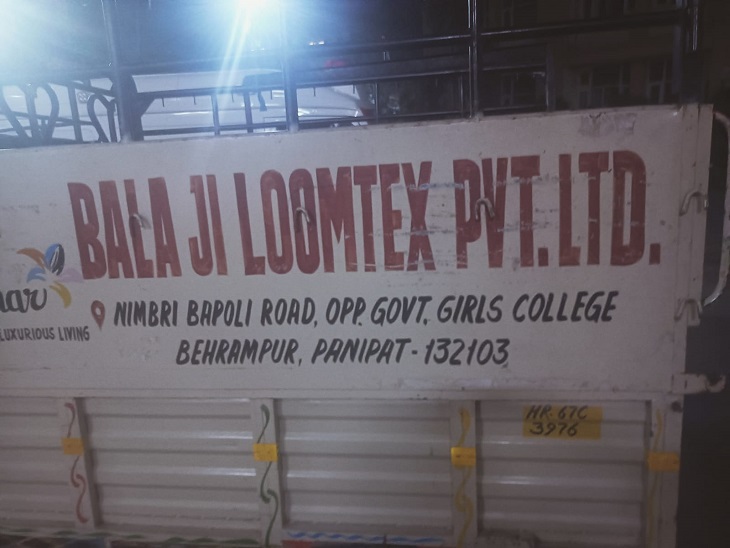 BALA JI LOOMTEX PVT. LTD.
NIMBRI BAPOLI ROAD, OPP. GOVT. GIRLS COLLEGE
LUXURIOUS LIVING
BEHRAMPUR, PANIPAT-132103
HR-67C
3976